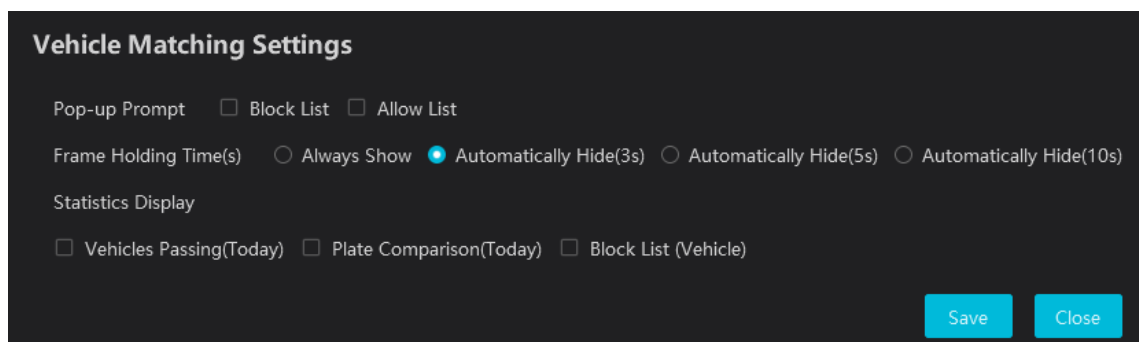 Vehicle Matching Settings
Pop-up Prompt Block List Allow List
Frame Holding Time(s) Always Show Automatically Hide(3s) Automatically Hide(5s) Automatically Hide(10s)
Statistics Display
Vehicles Passing(Today) Plate Comparison(Today) Block List (Vehicle)
Save Close